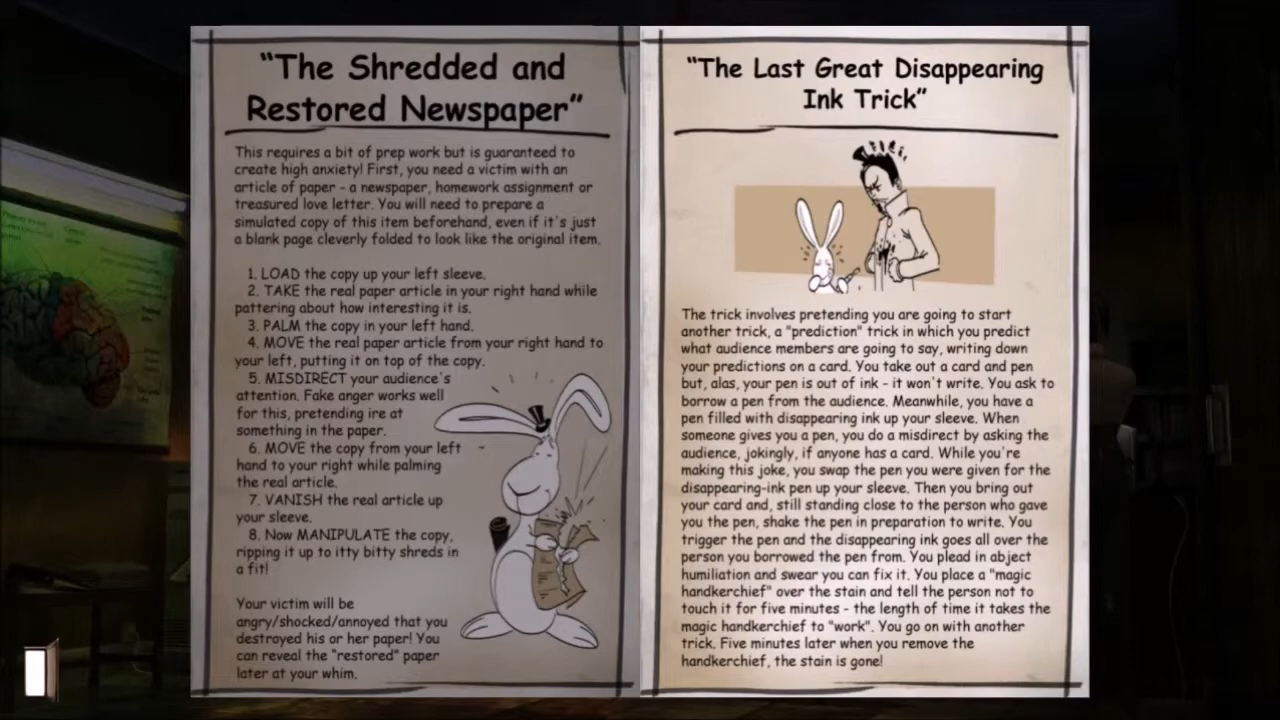 “The Shredded and
Restored Newspaper”
This requires a bit of prep work but is guaranteed to
create high anxiety! First, you need a victim with an
article of paper - a newspaper, homework assignment or
treasured love letter. You will need to prepare a
simulated copy of this item beforehand, even if it's just
a blank page cleverly folded to look like the original item.
1. LOAD the copy up your left sleeve.
2. TAKE the real paper article in your right hand while
pattering about how interesting it is.
3. PALM the copy in your left hand.
4. MOVE the real paper article from your right hand to
your left, putting it on top of the copy.
5. MISDIRECT your audience's
attention. Fake anger works well
for this, pretending ire at
something in the paper.
6. MOVE the copy from your left
hand to your right while palming
the real article.
7. VANISH the real article up
your sleeve.
8. Now MANIPULATE the copy,
ripping it up to itty bitty shreds in
a fit!
Your victim will be
angry/shocked/annoyed that you
destroyed his or her paper! You
can reveal the "restored" paper
later at your whim.
“The Last Great Disappearing
Ink Trick”
The trick involves pretending you are going to start
another trick, a "prediction" trick in which you predict
what audience members are going to say, writing down
your predictions on a card. You take out a card and pen
but, alas, your pen is out of ink - it won't write. You ask to
borrow a pen from the audience. Meanwhile, you have a
pen filled with disappearing ink up your sleeve. When
someone gives you a pen, you do a misdirect by asking the
audience, jokingly, if anyone has a card. While you're
making this joke, you swap the pen you were given for the
disappearing-ink pen up your sleeve. Then you bring out
your card and, still standing close to the person who gave
you the pen, shake the pen in preparation to write. You
trigger the pen and the disappearing ink goes all over the
person you borrowed the pen from. You plead in abject
humiliation and swear you can fix it. You place a "magic
handkerchief" over the stain and tell the person not to
touch it for five minutes - the length of time it takes the
magic handkerchief to "work". You go on with another
trick. Five minutes later when you remove the
handkerchief, the stain is gone!